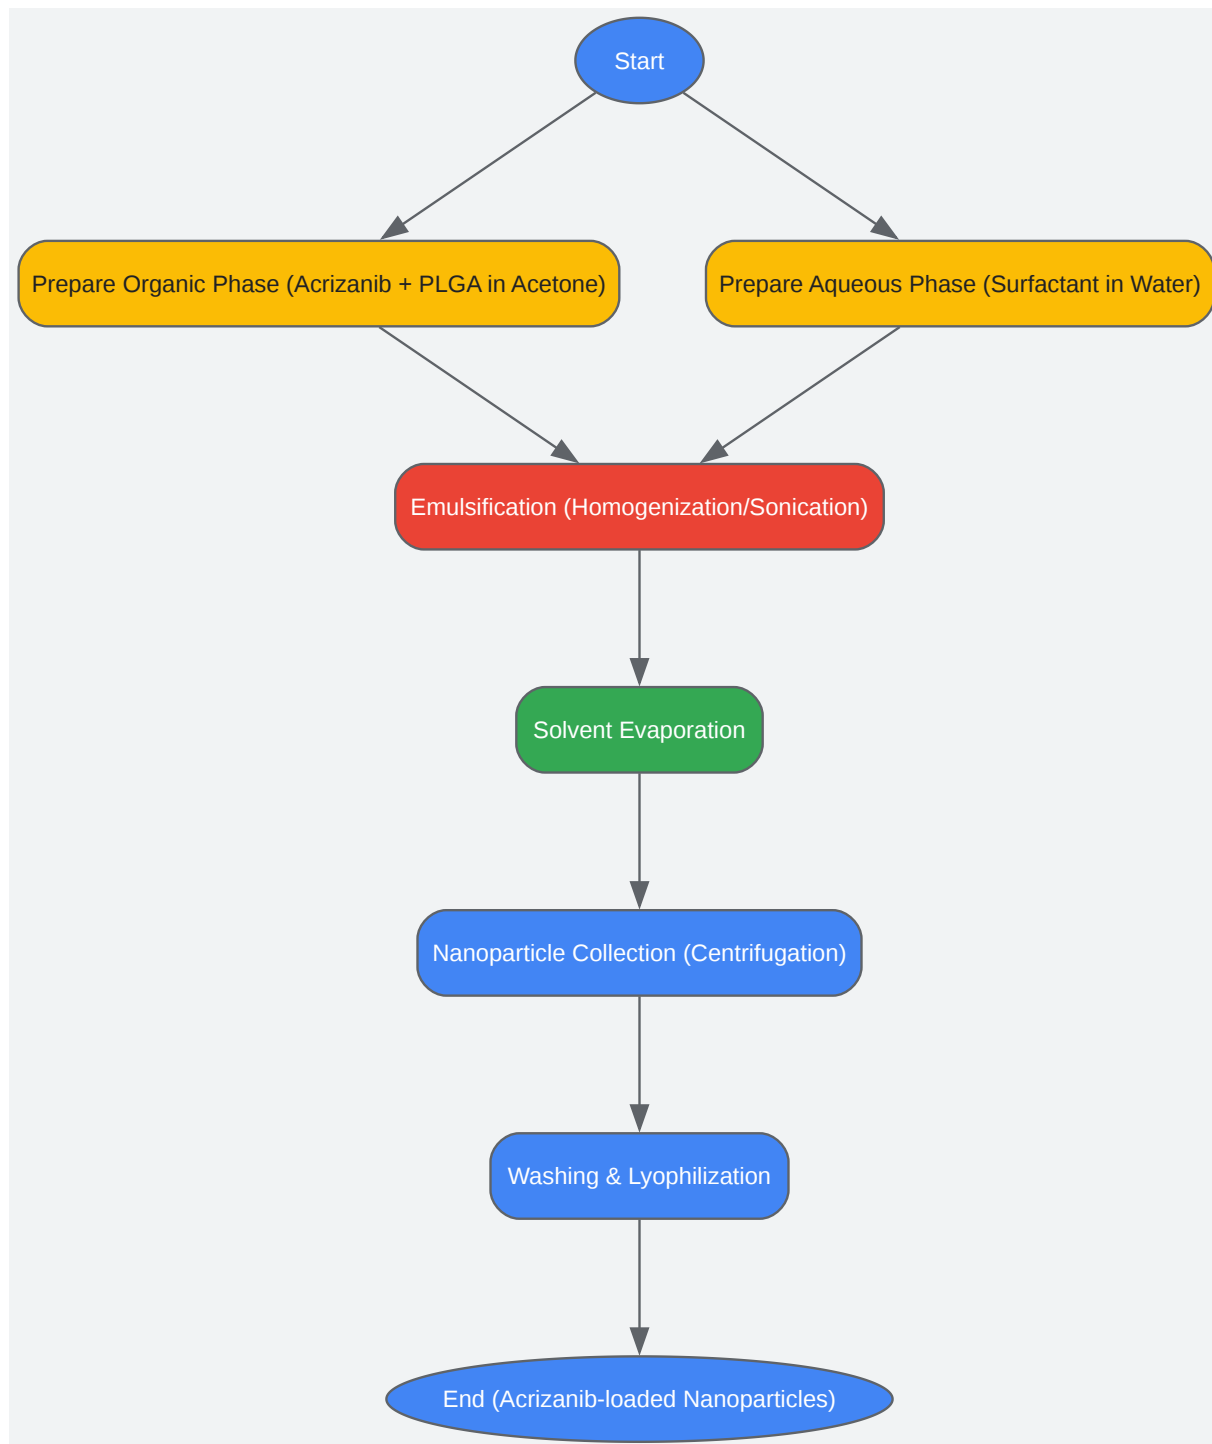 Start
Prepare Organic Phase (Acrizanib + PLGA in Acetone)
Prepare Aqueous Phase (Surfactant in Water)
Emulsification (Homogenization/Sonication)
Solvent Evaporation
Nanoparticle Collection (Centrifugation)
Washing & Lyophilization
End (Acrizanib-loaded Nanoparticles)